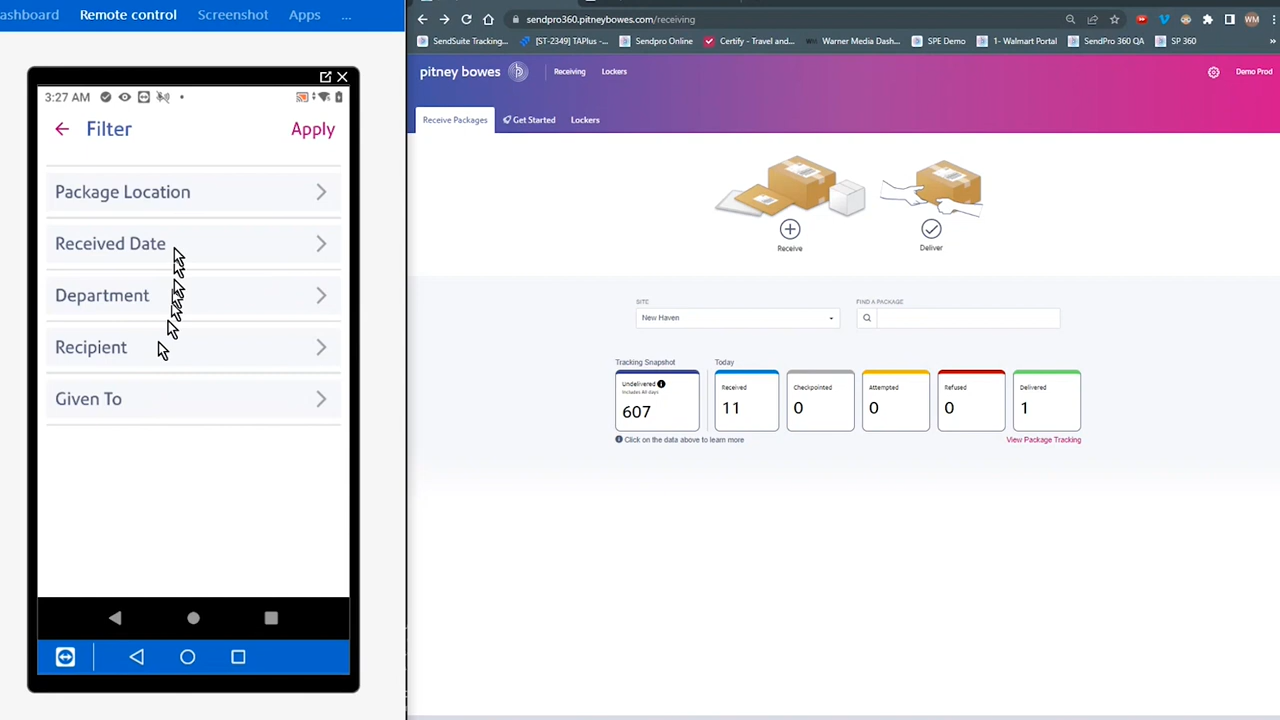 ashboard
Remote control
Screenshot
Apps
...
3:27 AM
Filter
Apply
Package Location
Received Date
Department
Recipient
Given To
sendpro360.pitneybowes.com/receiving
WM
SendSuite Tracking...
[ST-2349] TAPlus -...
Sendpro Online
Certify - Travel and...
Warner Media Dash...
SPE Demo
1- Walmart Portal
SendPro 360 QA
SP 360
»
pitney bowes
Receiving
Lockers
Demo Prod
Receive Packages
Get Started
Lockers
Receive
Deliver
SITE
New Haven
FIND A PACKAGE
Tracking Snapshot
Today
Undelivered
Includes All days
607
Received
11
Checkpointed
0
Attempted
0
Refused
0
Delivered
1
Click on the data above to learn more
View Package Tracking